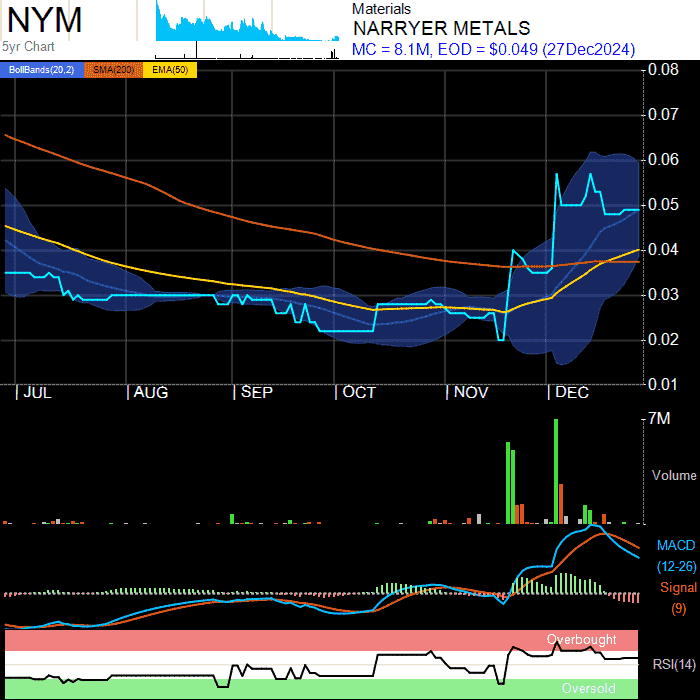 NYM
5yr Chart
Materials
NARRYER METALS
MC = 8.1M, EOD = $0.049 (27Dec2024)
BollBands(20,2) SMA(200) EMA(50)
0.08
0.07
0.06
0.05
0.04
0.03
0.02
0.01
JUL AUG SEP OCT NOV DEC
7M
Volume
MACD
(12-26)
Signal
(9)
Overbought
RSI(14)
Oversold